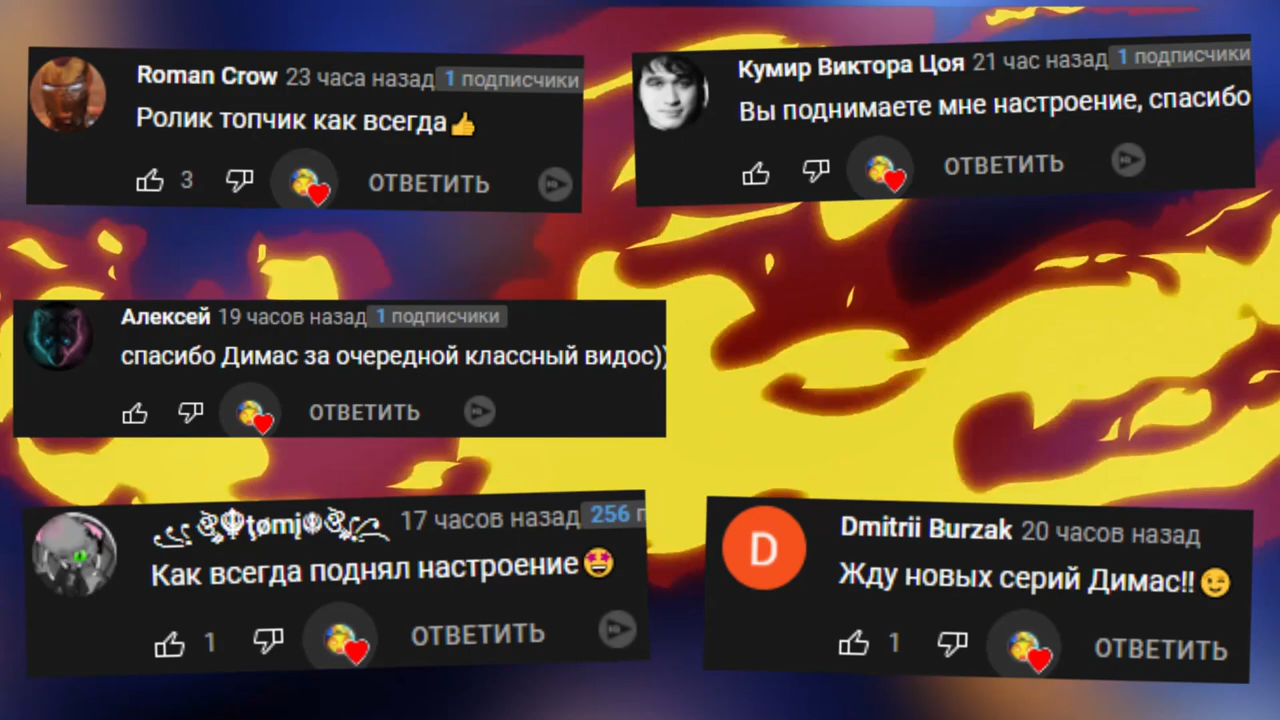 Roman Crow 23 часа назад 1 подписчики
Ролик топчик как всегда👍
3 ОТВЕТИТЬ
Кумир Виктора Цоя 21 час назад 1 подписчики
Вы поднимаете мне настроение, спасибо
ОТВЕТИТЬ
Алексей 19 часов назад 1 подписчики
спасибо Димас за очередной классный видос))
ОТВЕТИТЬ
17 часов назад 256 п
Как всегда поднял настроение🤩
1 ОТВЕТИТЬ
D
Dmitrii Burzak 20 часов назад
Жду новых серий Димас!!😉
1 ОТВЕТИТЬ